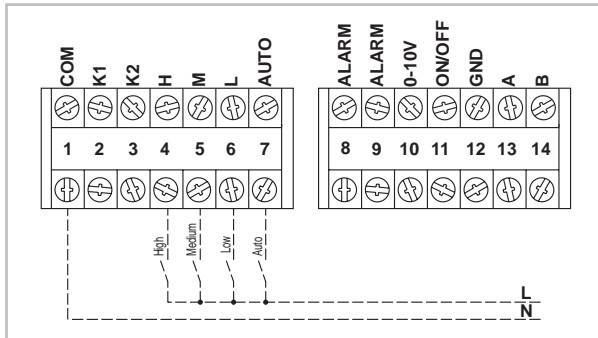 COM K1 K2 H M L AUTO
ALARM ALARM 0-10V ON/OFF GND A B
1 2 3 4 5 6 7
8 9 10 11 12 13 14
High Medium Low Auto
L
N